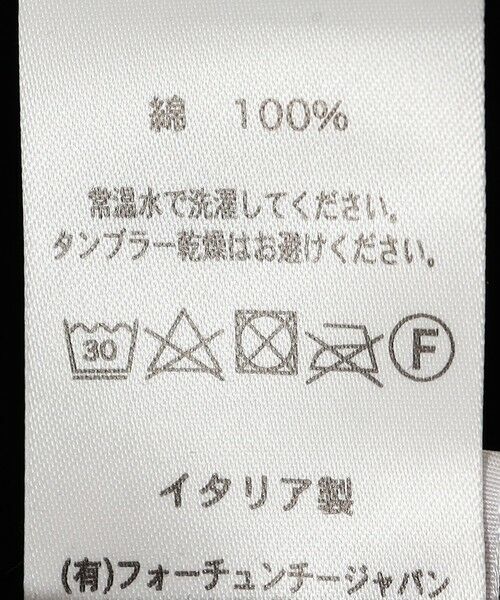 綿 100%
常温水で洗濯してください。
タンブラー乾燥はお避けください。
30 F
イタリア製
(有)フォーチュンチージャパン